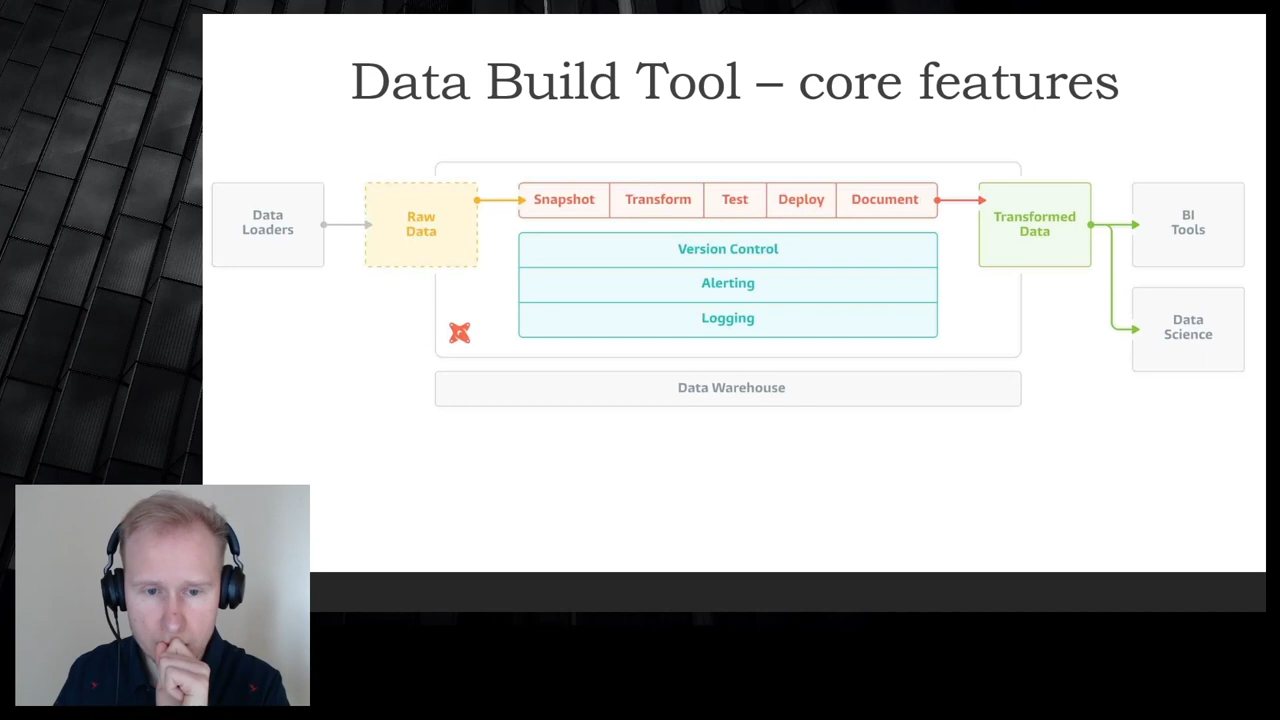 Data Build Tool – core features
Data
Loaders
Raw
Data
Snapshot
Transform
Test
Deploy
Document
Version Control
Alerting
Logging
Transformed
Data
BI
Tools
Data
Science
Data Warehouse